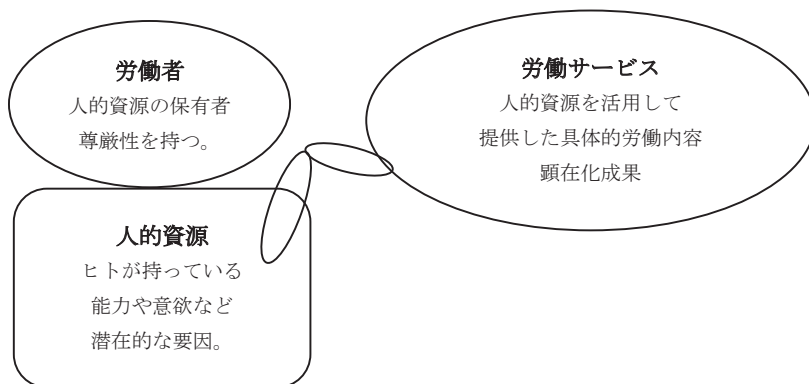 労働者
人的資源の保有者
尊厳性を持つ。
労働サービス
人的資源を活用して
提供した具体的労働内容
顕在化成果
人的資源
ヒトが持っている
能力や意欲など
潜在的な要因。